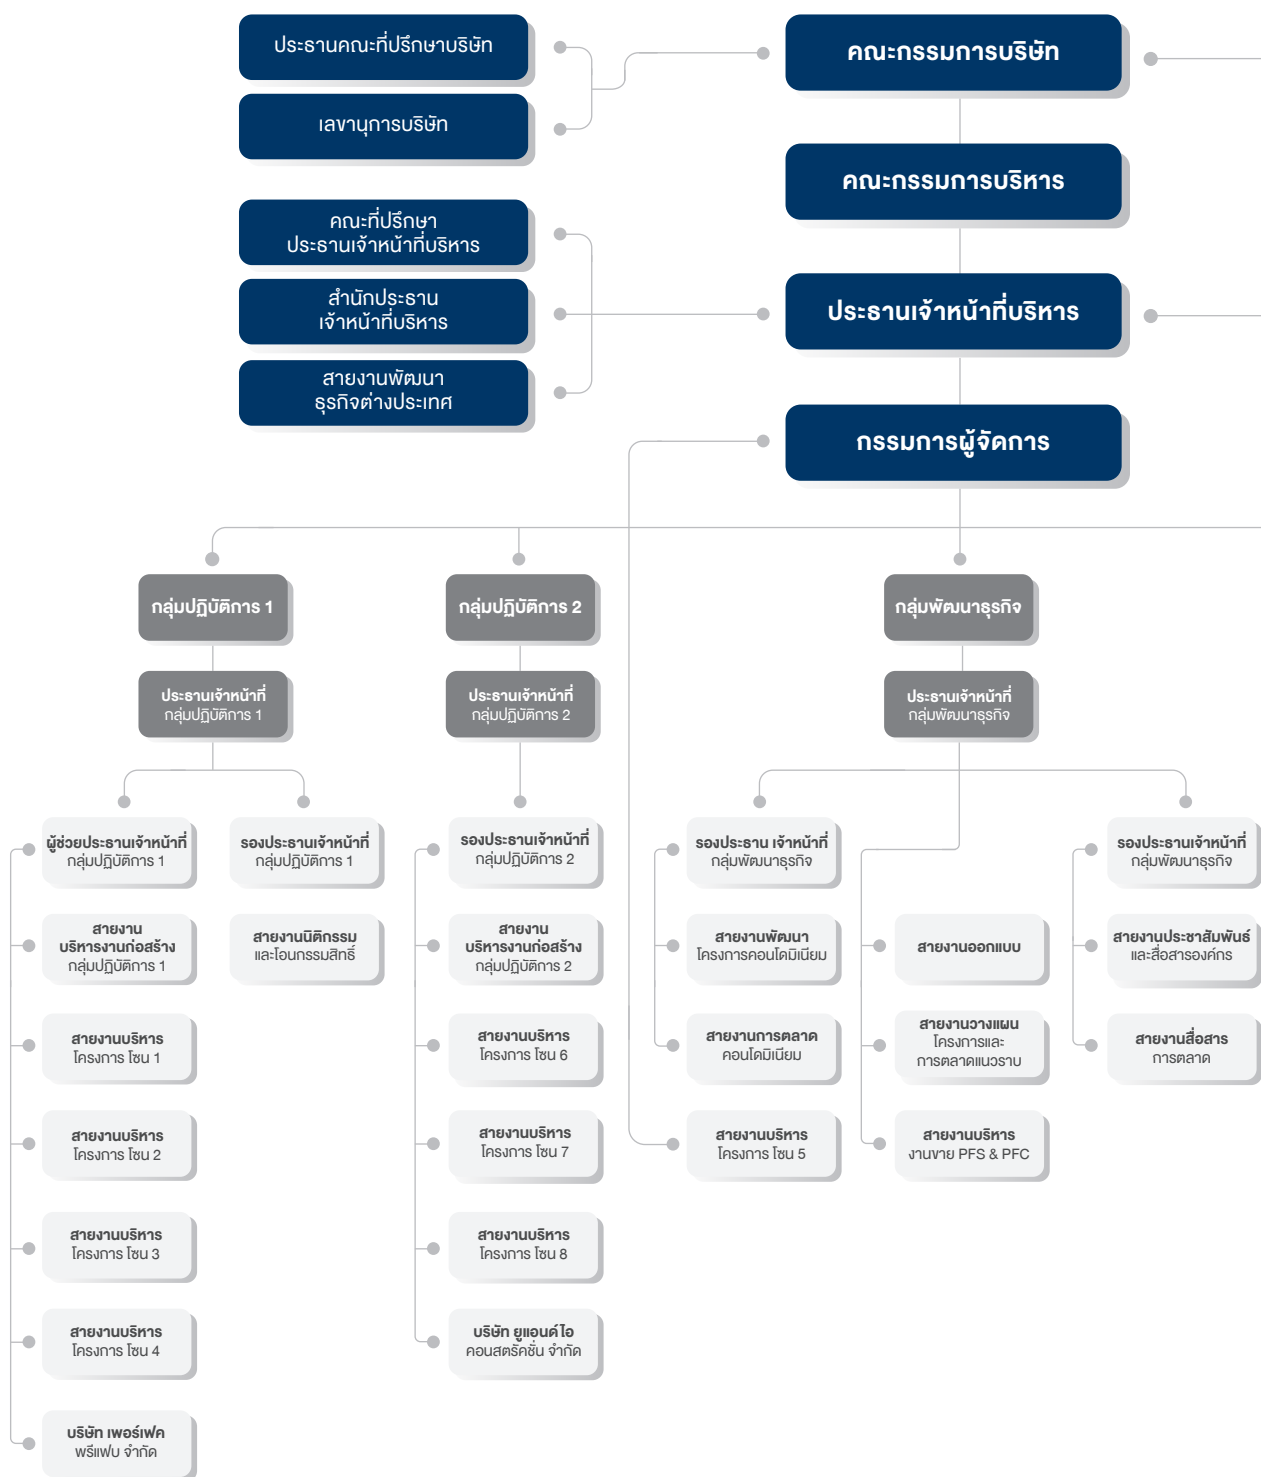 ประธานคณะที่ปรึกษาบริษัท
คณะกรรมการบริษัท
เลขานุการบริษัท
คณะกรรมการบริหาร
คณะที่ปรึกษา
ประธานเจ้าหน้าที่บริหาร
สำนักประธาน
เจ้าหน้าที่บริหาร
ประธานเจ้าหน้าที่บริหาร
สายงานพัฒนา
ธุรกิจต่างประเทศ
กรรมการผู้จัดการ
กลุ่มปฏิบัติการ 1
กลุ่มปฏิบัติการ 2
กลุ่มพัฒนาธุรกิจ
ประธานเจ้าหน้าที่
กลุ่มปฏิบัติการ 1
ประธานเจ้าหน้าที่
กลุ่มปฏิบัติการ 2
ประธานเจ้าหน้าที่
กลุ่มพัฒนาธุรกิจ
ผู้ช่วยประธานเจ้าหน้าที่
กลุ่มปฏิบัติการ 1
รองประธานเจ้าหน้าที่
กลุ่มปฏิบัติการ 1
รองประธานเจ้าหน้าที่
กลุ่มปฏิบัติการ 2
รองประธาน เจ้าหน้าที่
กลุ่มพัฒนาธุรกิจ
รองประธานเจ้าหน้าที่
กลุ่มพัฒนาธุรกิจ
สายงาน
บริหารงานก่อสร้าง
กลุ่มปฏิบัติการ 1
สายงานนิติกรรม
และโอนกรรมสิทธิ์
สายงาน
บริหารงานก่อสร้าง
กลุ่มปฏิบัติการ 2
สายงานพัฒนา
โครงการคอนโดมิเนียม
สายงานออกแบบ
สายงานประชาสัมพันธ์
และสื่อสารองค์กร
สายงานบริหาร
โครงการ โซน 1
สายงานบริหาร
โครงการ โซน 6
สายงานการตลาด
คอนโดมิเนียม
สายงานวางแผน
โครงการและ
การตลาดแนวราบ
สายงานสื่อสาร
การตลาด
สายงานบริหาร
โครงการ โซน 2
สายงานบริหาร
โครงการ โซน 7
สายงานบริหาร
โครงการ โซน 5
สายงานบริหาร
งานขาย PFS & PFC
สายงานบริหาร
โครงการ โซน 3
สายงานบริหาร
โครงการ โซน 8
สายงานบริหาร
โครงการ โซน 4
บริษัท ยูแอนด์ไอ
คอนสตรัคชั่น จำกัด
บริษัท เพอร์เฟค
พรีแฟบ จำกัด